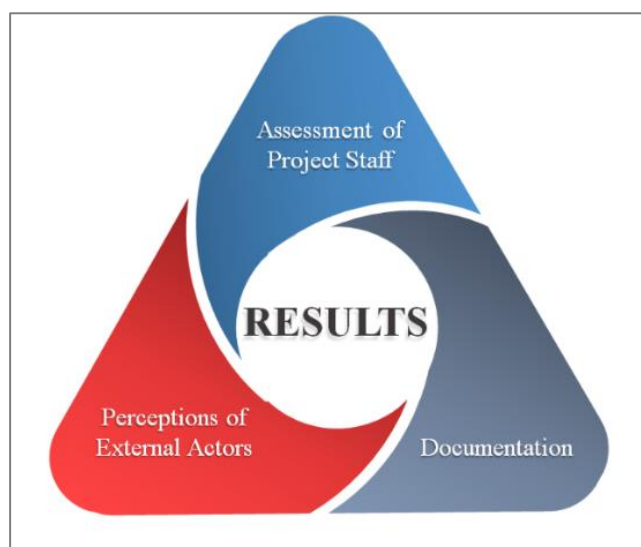 Assessment of
Project Staff
RESULTS
Perceptions of
External Actors
Documentation